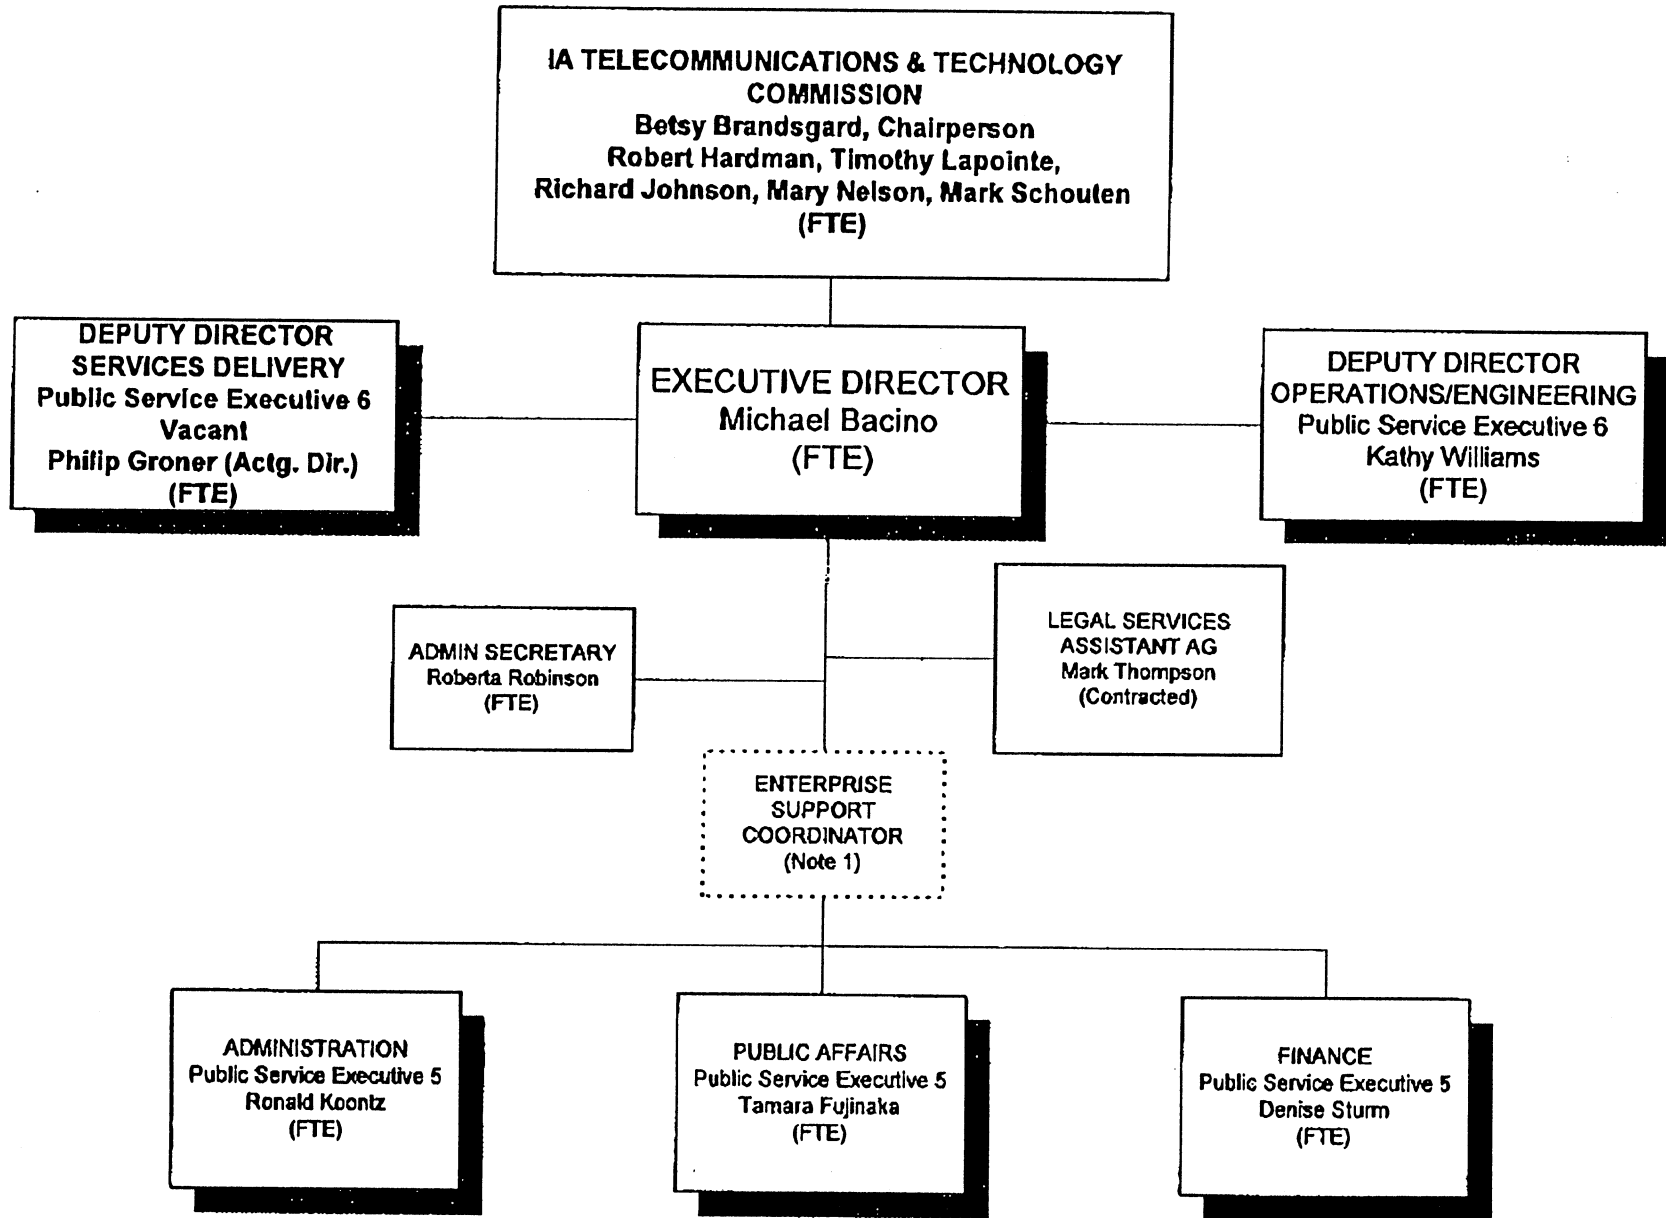 IA TELECOMMUNICATIONS & TECHNOLOGY
COMMISSION
Betsy Brandsgard, Chairperson
Robert Hardman, Timothy Lapointe,
Richard Johnson, Mary Nelson, Mark Schouten
(FTE)
DEPUTY DIRECTOR
SERVICES DELIVERY
Public Service Executive 6
Vacant
Philip Groner (Actg. Dir.)
(FTE)
EXECUTIVE DIRECTOR
Michael Bacino
(FTE)
DEPUTY DIRECTOR
OPERATIONS/ENGINEERING
Public Service Executive 6
Kathy Williams
(FTE)
ADMIN SECRETARY
Roberta Robinson
(FTE)
LEGAL SERVICES
ASSISTANT AG
Mark Thompson
(Contracted)
ENTERPRISE
SUPPORT
COORDINATOR
(Note 1)
ADMINISTRATION
Public Service Executive 5
Ronald Koontz
(FTE)
PUBLIC AFFAIRS
Public Service Executive 5
Tamara Fujinaka
(FTE)
FINANCE
Public Service Executive 5
Denise Sturm
(FTE)